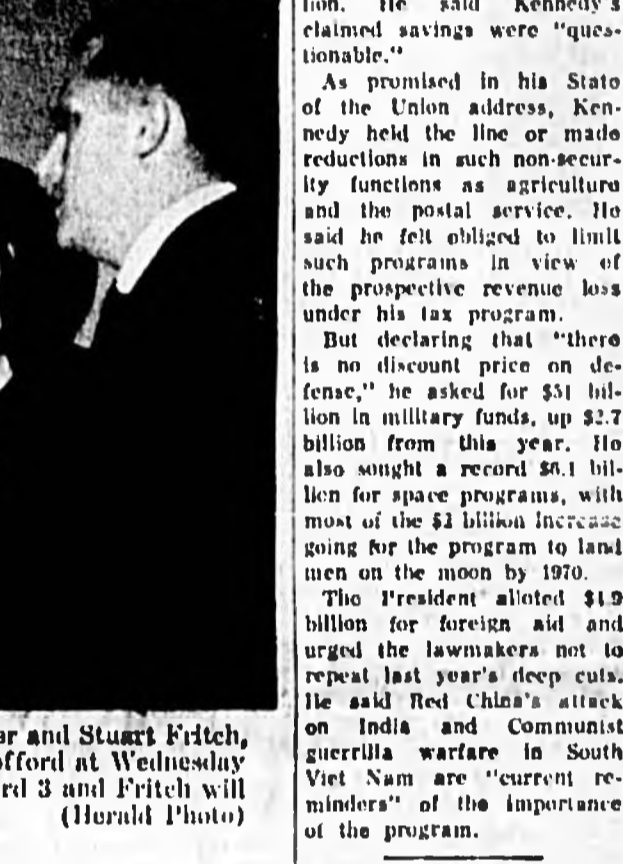 lion. He said Kennedy's
claimed savings were "ques-
tionable."
As promised in his State
of the Union address, Ken-
nedy held the line or made
reductions in such non-secur-
ity functions as agriculture
and the postal service. He
said he felt obliged to limit
such programs in view of
the prospective revenue loss
under his tax program.
But declaring that "there
is no discount price on de-
fense," he asked for $51 bil-
lion in military funds, up $2.7
billion from this year. He
also sought a record $6.1 bil-
lion for space programs, with
most of the $2 billion increase
going for the program to land
men on the moon by 1970.
The President alloted $4.9
billion for foreign aid and
urged the lawmakers not to
repeat last year's deep cuts.
He said Red China's attack
on India and Communist
guerrilla warfare in South
Viet Nam are "current re-
minders" of the importance
of the program.
er and Stuart Fritch,
fford at Wednesday
rd 3 and Fritch will
(Herald Photo)